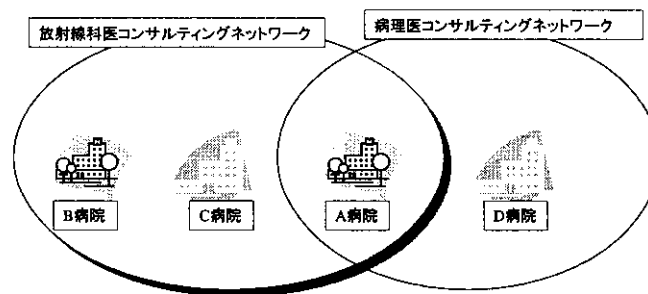 放射線科医コンサルティングネットワーク
病理医コンサルティングネットワーク
B病院
C病院
A病院
D病院